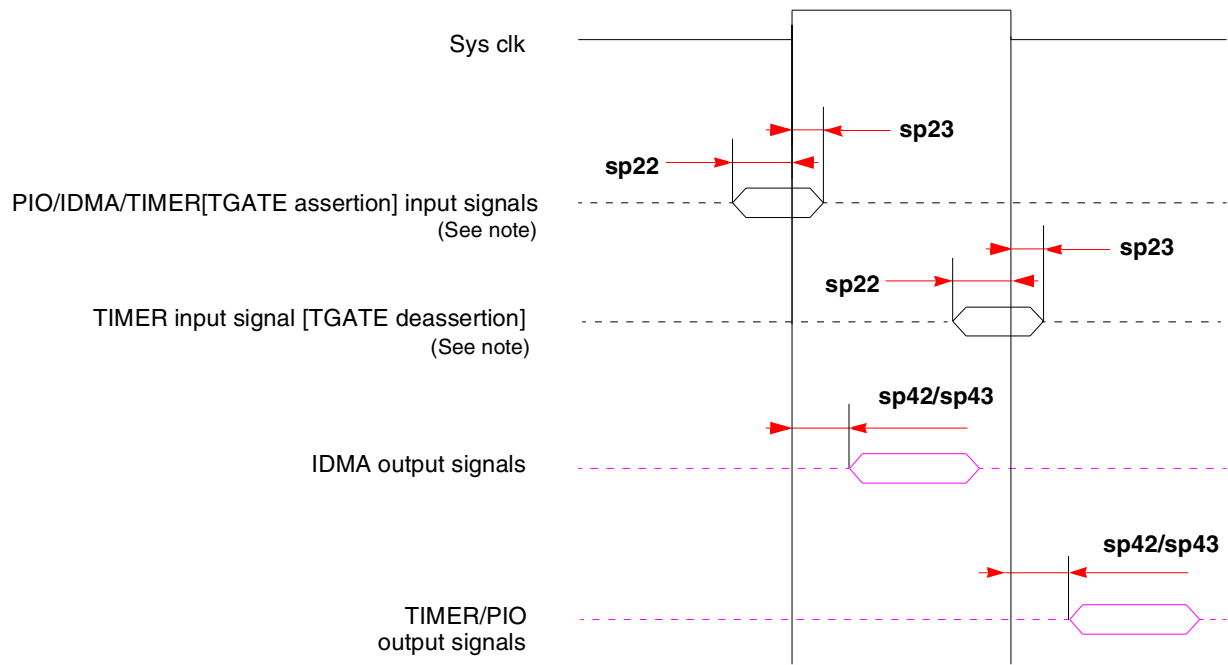 Sys clk
sp23
sp22
PIO/IDMA/TIMER[TGATE assertion] input signals
(See note)
sp23
sp22
TIMER input signal [TGATE deassertion]
(See note)
sp42/sp43
IDMA output signals
sp42/sp43
TIMER/PIO
output signals